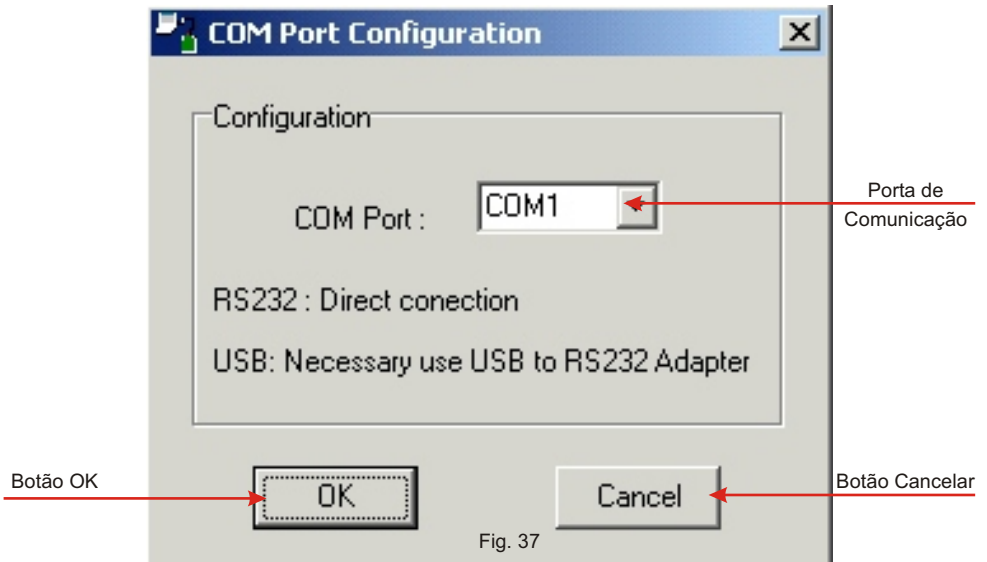 COM Port Configuration
Configuration
COM Port :
COM1
Porta de
Comunicação
RS232 : Direct conection
USB: Necessary use USB to RS232 Adapter
Botão OK
OK
Cancel
Botão Cancelar
Fig. 37